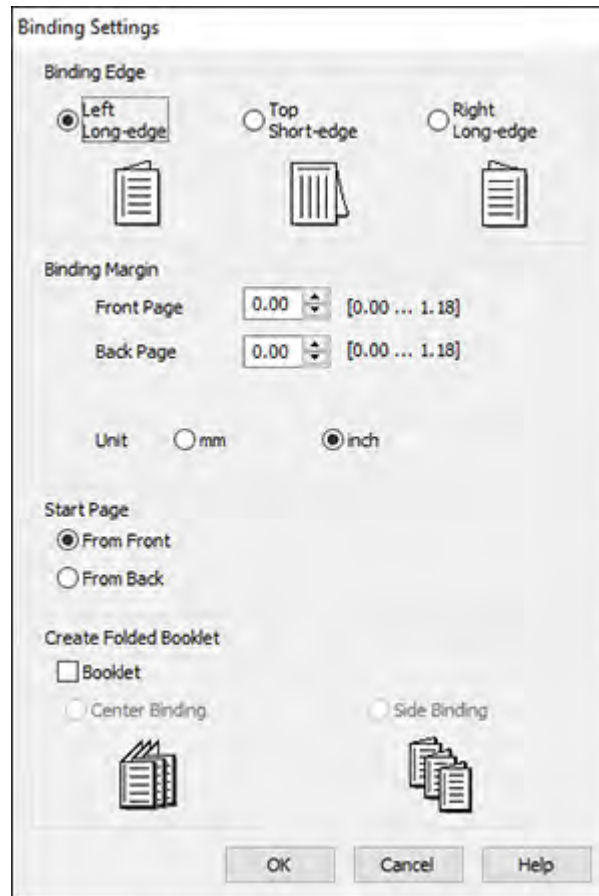 Binding Settings
Binding Edge
Left
Long-edge
Top
Short-edge
Right
Long-edge
Binding Margin
Front Page 0.00 [0.00 ... 1.18]
Back Page 0.00 [0.00 ... 1.18]
Unit mm inch
Start Page
From Front
From Back
Create Folded Booklet
Booklet
Center Binding Side Binding
OK Cancel Help